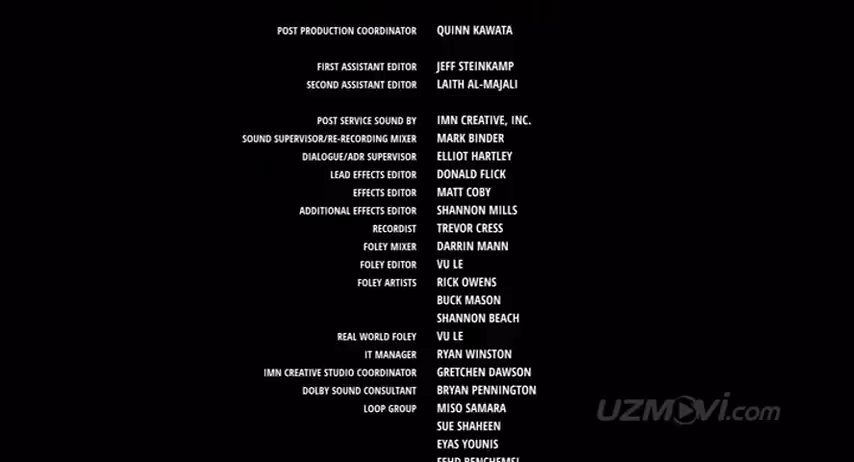 POST PRODUCTION COORDINATOR QUINN KAWATA
FIRST ASSISTANT EDITOR JEFF STEINKAMP
SECOND ASSISTANT EDITOR LAITH AL-MAJALI
POST SERVICE SOUND BY IMN CREATIVE, INC.
SOUND SUPERVISOR/RE-RECORDING MIXER MARK BINDER
DIALOGUE/ADR SUPERVISOR ELLIOT HARTLEY
LEAD EFFECTS EDITOR DONALD FLICK
EFFECTS EDITOR MATT COBY
ADDITIONAL EFFECTS EDITOR SHANNON MILLS
RECORDIST TREVOR CRESS
FOLEY MIXER DARRIN MANN
FOLEY EDITOR VU LE
FOLEY ARTISTS RICK OWENS
BUCK MASON
SHANNON BEACH
REAL WORLD FOLEY VU LE
IT MANAGER RYAN WINSTON
IMN CREATIVE STUDIO COORDINATOR GRETCHEN DAWSON
DOLBY SOUND CONSULTANT BRYAN PENNINGTON
LOOP GROUP MISO SAMARA
SUE SHAHEEN
EYAS YOUNIS
FEHD BENCHEMSI
UZMOVI.com